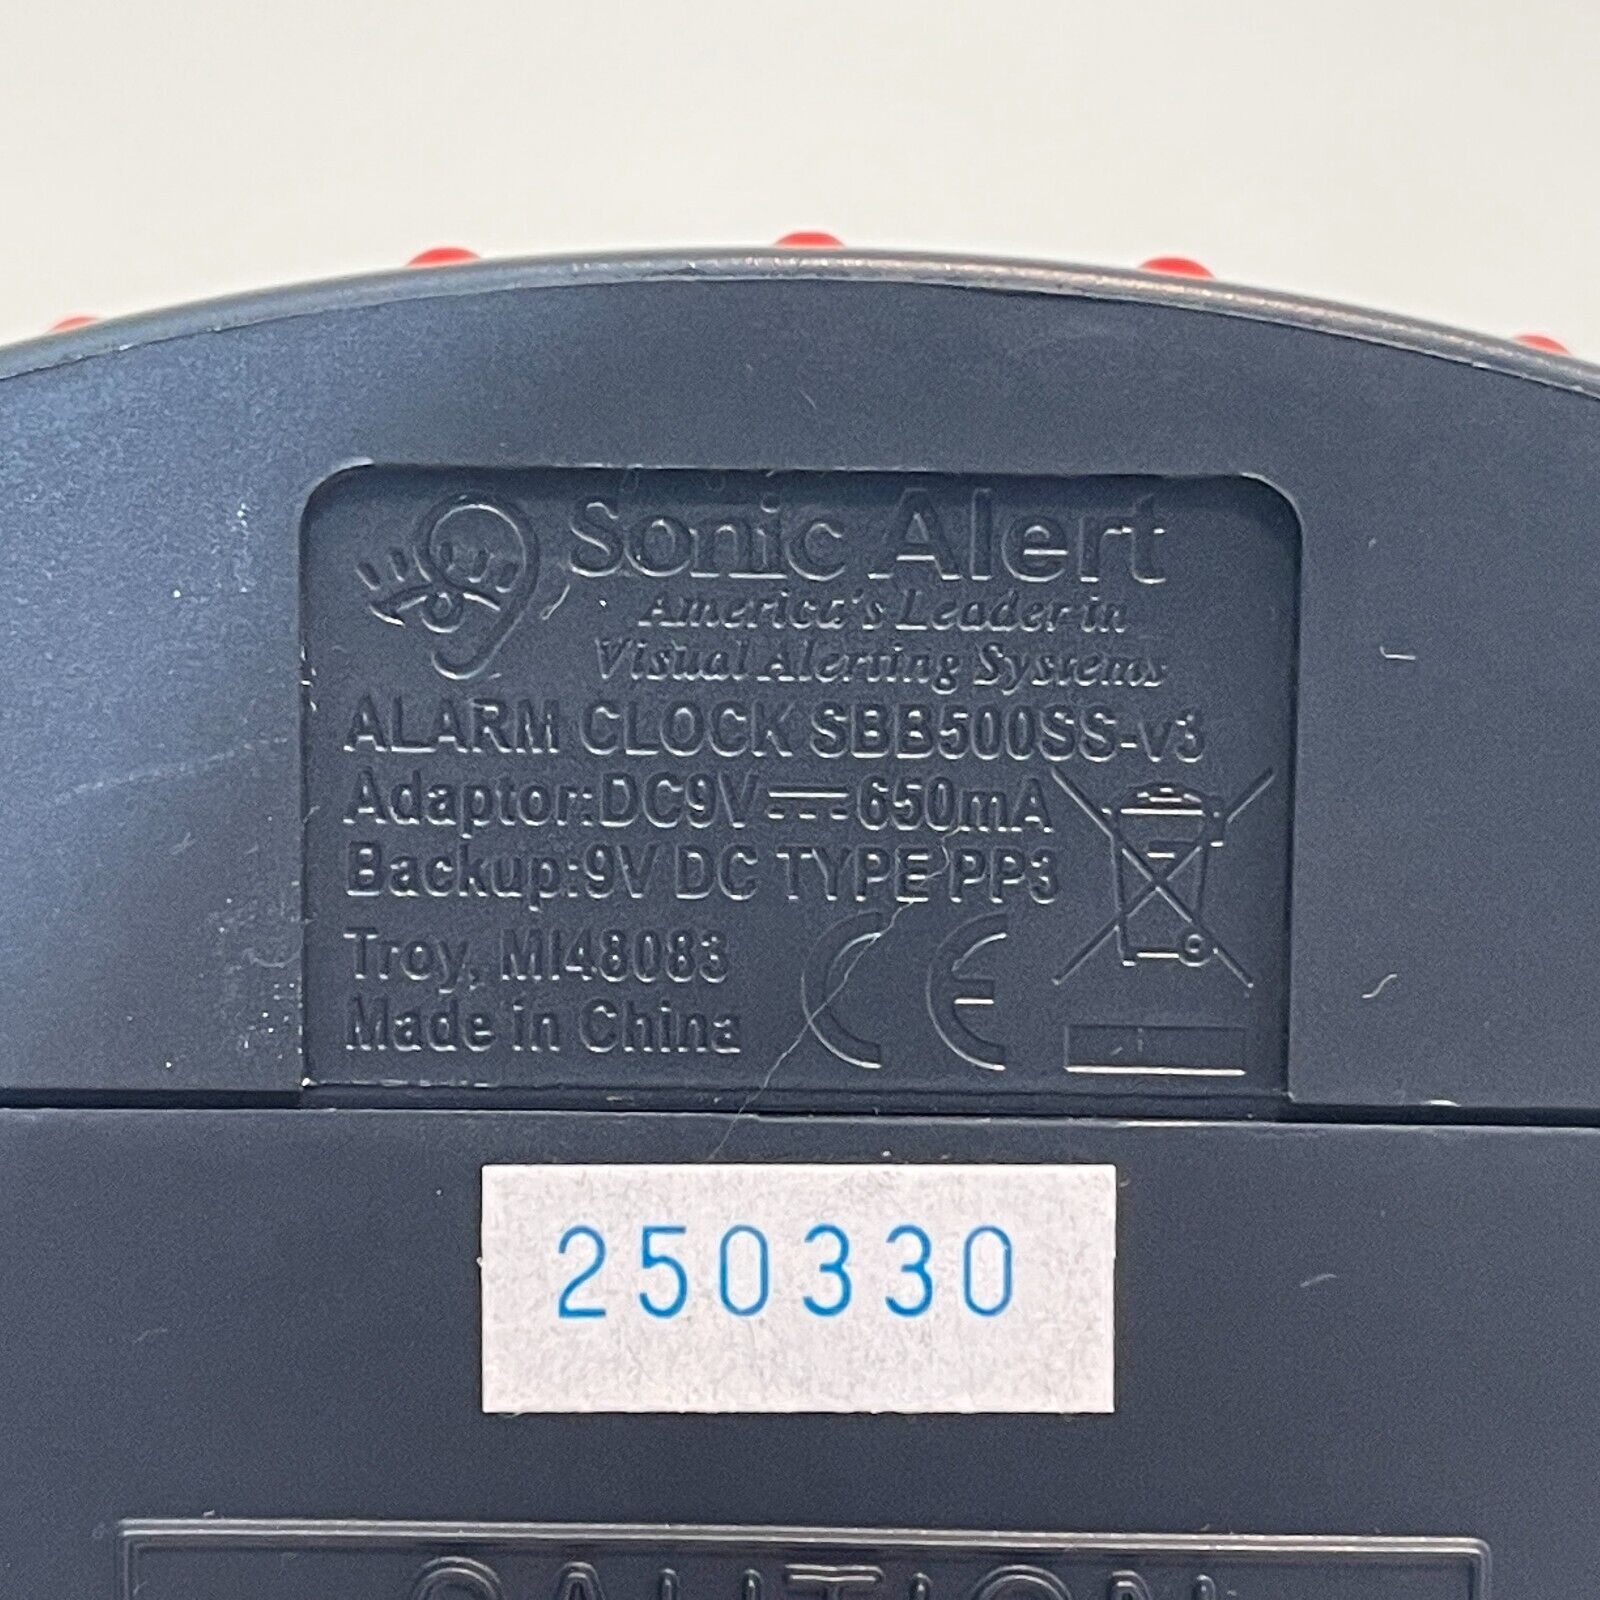 Sonic Alert
America's Leader in
Visual Alerting Systems
ALARM CLOCK SBB500SS-v3
Adaptor:DC9V⎓650mA
Backup:9V DC TYPE PP3
Troy, MI48083
Made in China
CE
250330
CAUTION